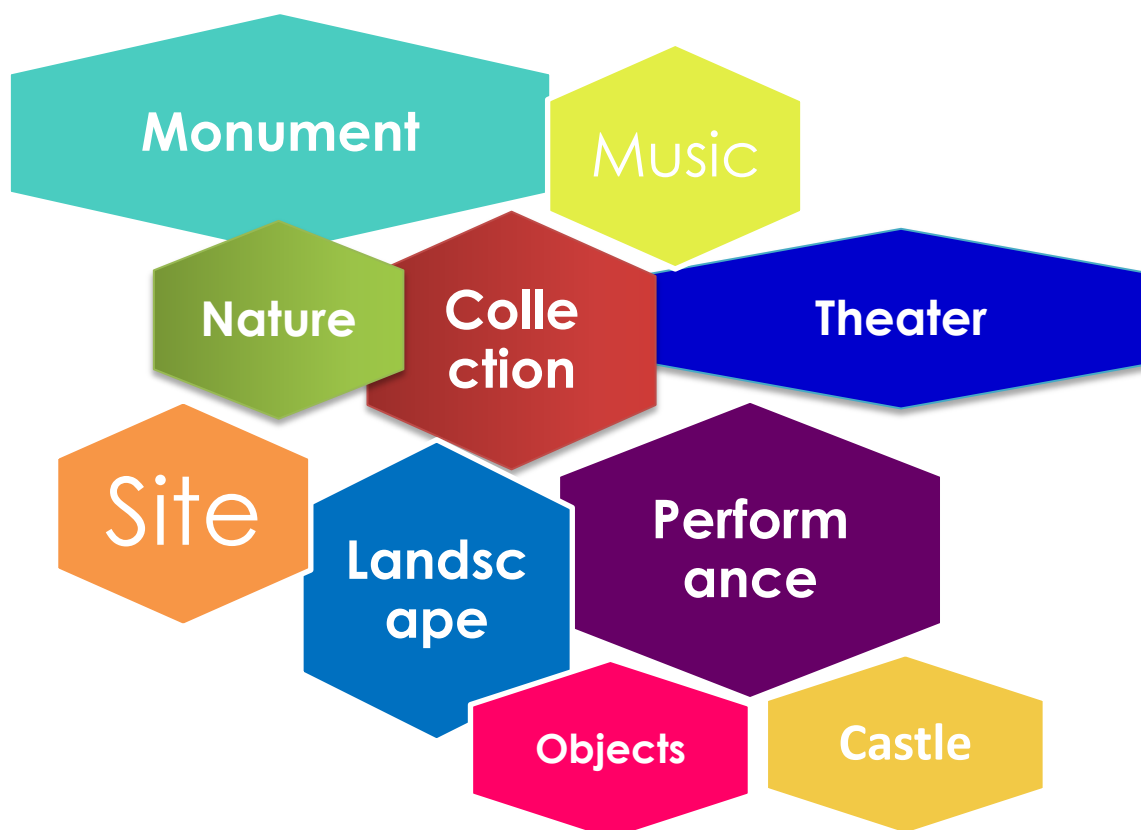 Monument
Music
Nature
Colle
ction
Theater
Site
Landsc
ape
Perform
ance
Objects
Castle